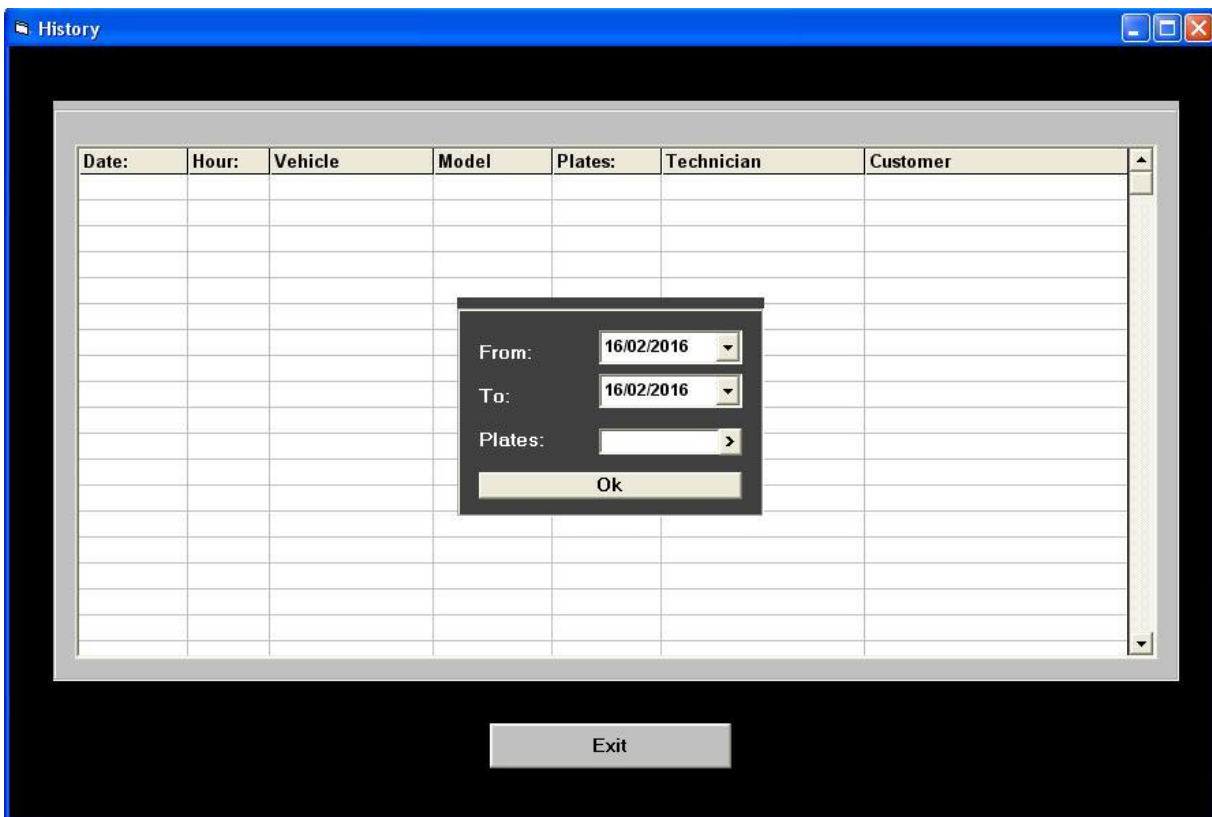 History
Date: Hour: Vehicle Model Plates: Technician Customer
From: 16/02/2016
To: 16/02/2016
Plates: >
Ok
Exit